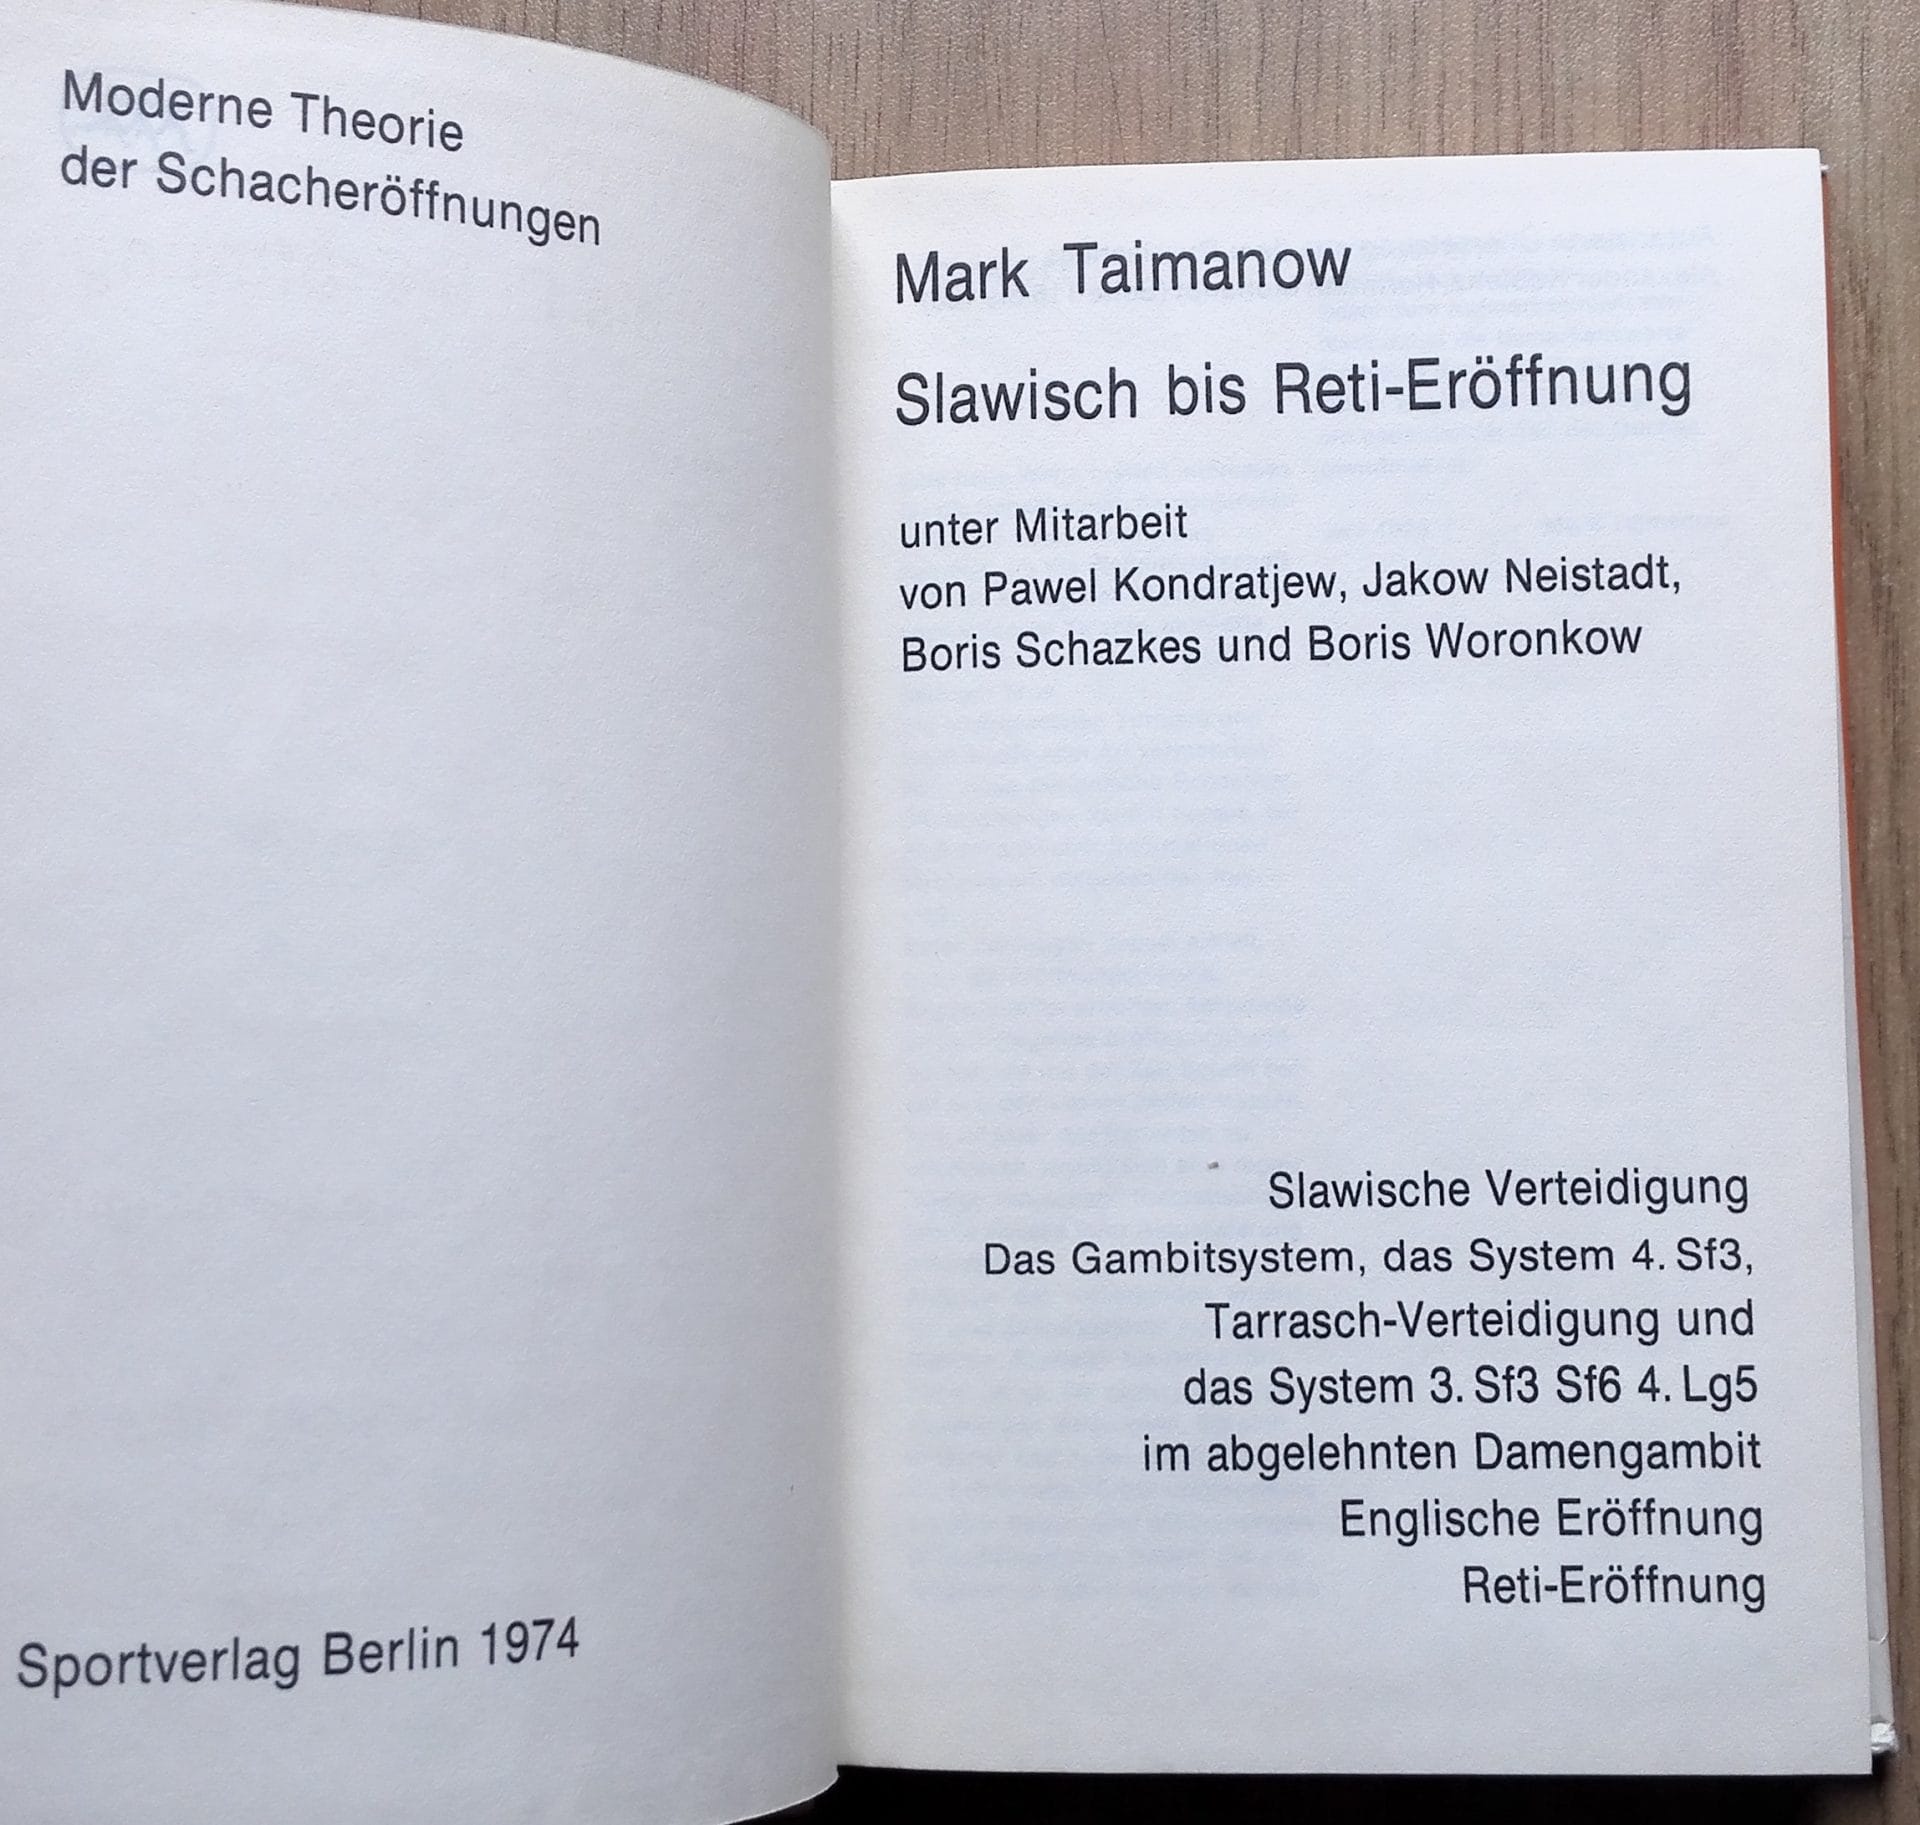 Moderne Theorie
der Schacheröffnungen
Sportverlag Berlin 1974
Mark Taimanow
Slawisch bis Reti-Eröffnung
unter Mitarbeit
von Pawel Kondratjew, Jakow Neistadt,
Boris Schazkes und Boris Woronkow
Slawische Verteidigung
Das Gambitsystem, das System 4. Sf3,
Tarrasch-Verteidigung und
das System 3. Sf3 Sf6 4. Lg5
im abgelehnten Damengambit
Englische Eröffnung
Reti-Eröffnung